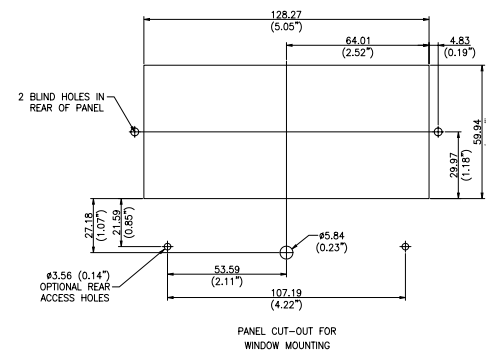 128.27
(5.05")
64.01
(2.52")
4.83
(0.19")
2 BLIND HOLES IN
REAR OF PANEL
59.94
29.97
(1.18")
27.18
(1.07")
21.59
(0.85")
ø5.84
(0.23")
ø3.56 (0.14")
OPTIONAL REAR
ACCESS HOLES
53.59
(2.11")
107.19
(4.22")
PANEL CUT-OUT FOR
WINDOW MOUNTING